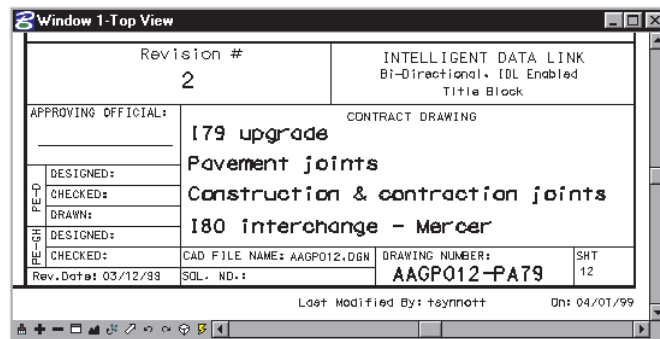 Window 1-Top View
Revision #
2
INTELLIGENT DATA LINK
Bi-Directional, IDL Enabled
Title Block
APPROVING OFFICIAL:
CONTRACT DRAWING
I79 upgrade
Pavement joints
Construction & contraction joints
I80 interchange - Mercer
PE-D
DESIGNED:
CHECKED:
DRAWN:
PE-GH
DESIGNED:
CHECKED:
CAD FILE NAME: AAGPO12.DGN
DRAWING NUMBER:
AAGPO12-PA79
SHT
12
Rev.Date: 03/12/99
SOL. NO.:
Last Modified By: tsynnott
On: 04/07/99